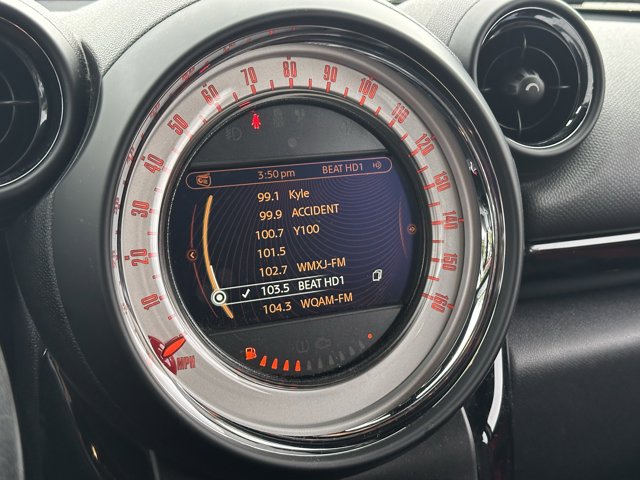 3:50 pm BEAT HD1
99.1 Kyle
99.9 ACCIDENT
100.7 Y100
101.5
102.7 WMXJ-FM
103.5 BEAT HD1
104.3 WQAM-FM
10
20
30
40
50
60
70
80
90
100
110
120
130
140
150
160
MPH